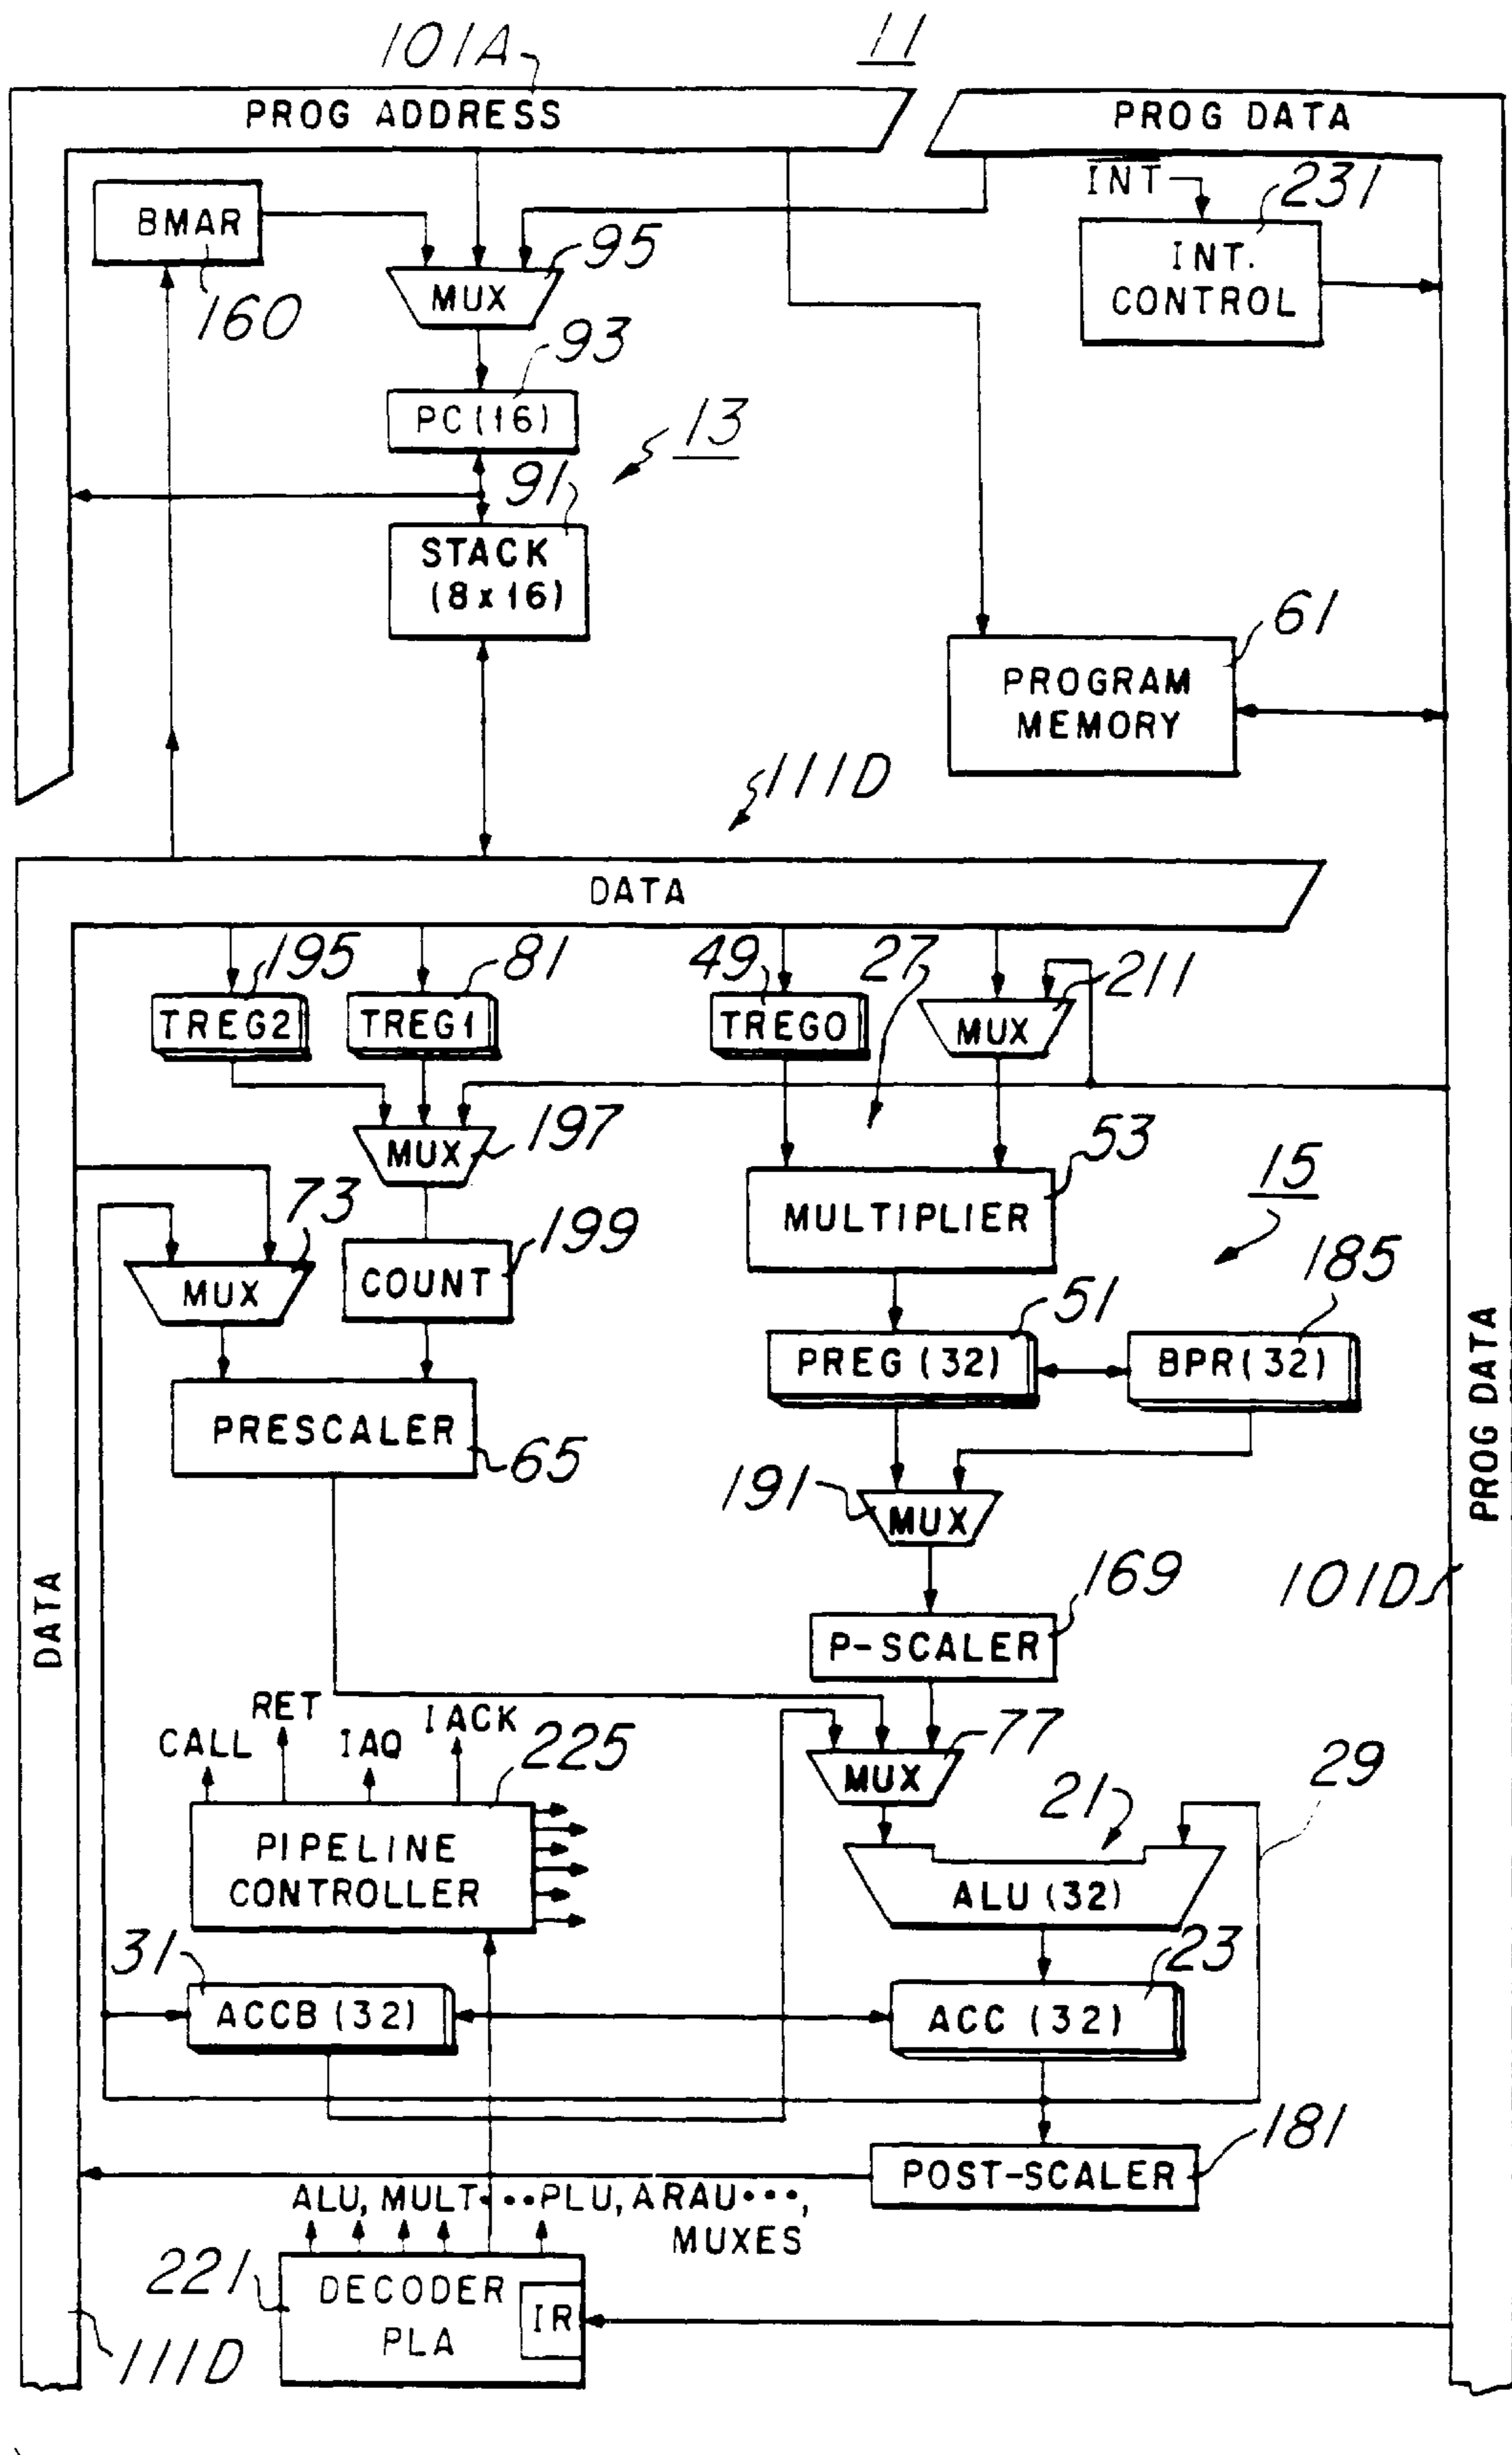 101A
11
PROG ADDRESS
PROG DATA
INT
231
BMAR
95
INT.
CONTROL
160
MUX
93
PC(16)
13
91
STACK
(8x16)
61
PROGRAM
MEMORY
111D
DATA
195
81
49
27
211
TREG2
TREG1
TREG0
MUX
197
MUX
53
73
MULTIPLIER
15
199
185
MUX
COUNT
51
PREG (32)
BPR (32)
PROG DATA
PRESCALER
65
191
MUX
DATA
169
101D
P-SCALER
RET
IACK
CALL
IAQ
225
77
29
MUX
21
PIPELINE
CONTROLLER
ALU (32)
31
23
ACCB (32)
ACC (32)
181
POST-SCALER
ALU, MULT•••PLU, ARAU•••,
MUXES
221
DECODER
PLA
IR
111D